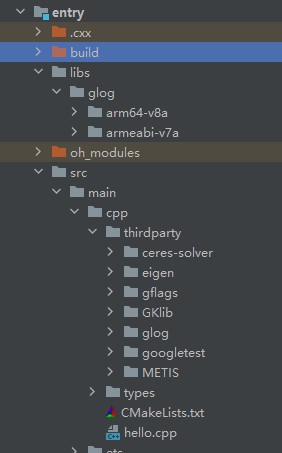 entry
.cxx
build
libs
glog
arm64-v8a
armeabi-v7a
oh_modules
src
main
cpp
thirdparty
ceres-solver
eigen
gflags
GKlib
glog
googletest
METIS
types
CMakeLists.txt
hello.cpp
ets